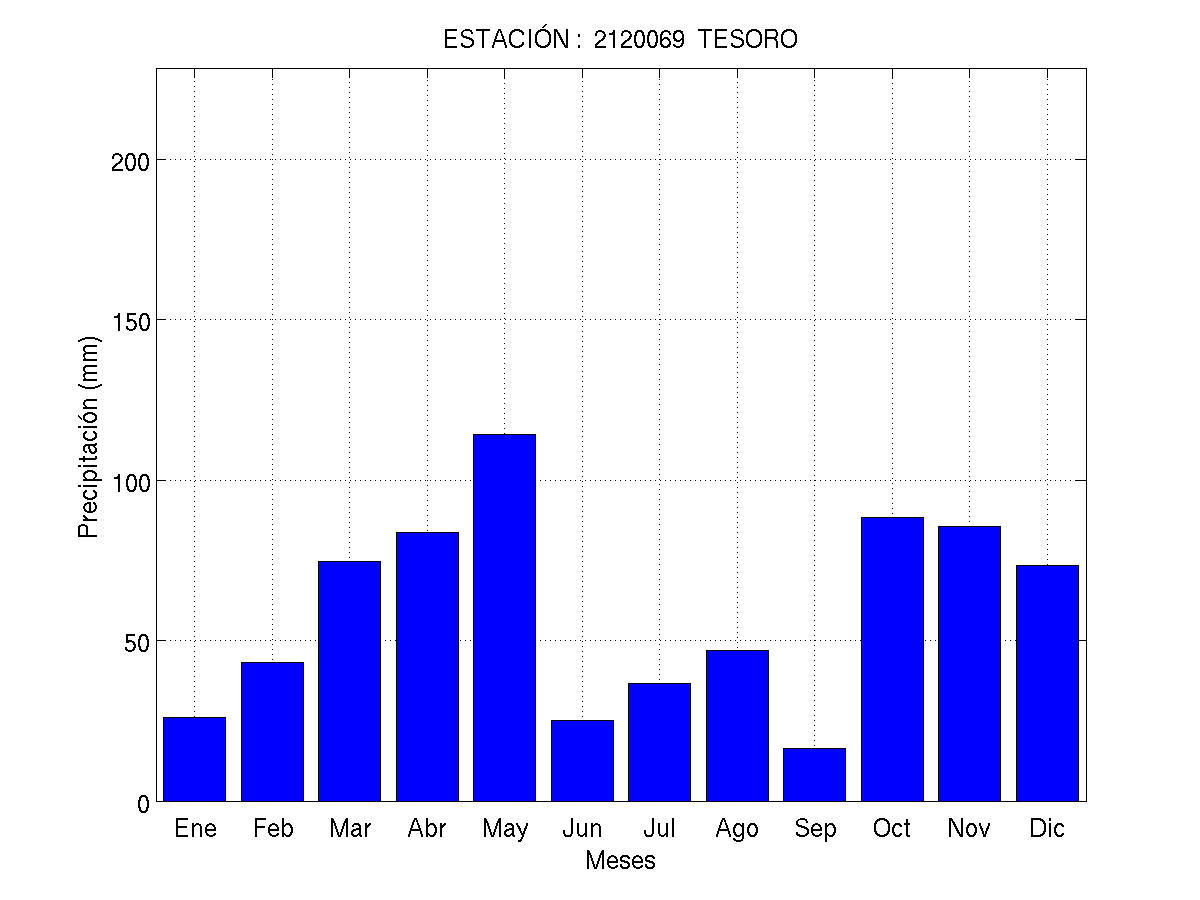 ESTACIÓN : 2120069 TESORO
200
150
100
50
0
Precipitación (mm)
Ene Feb Mar Abr May Jun Jul Ago Sep Oct Nov Dic
Meses